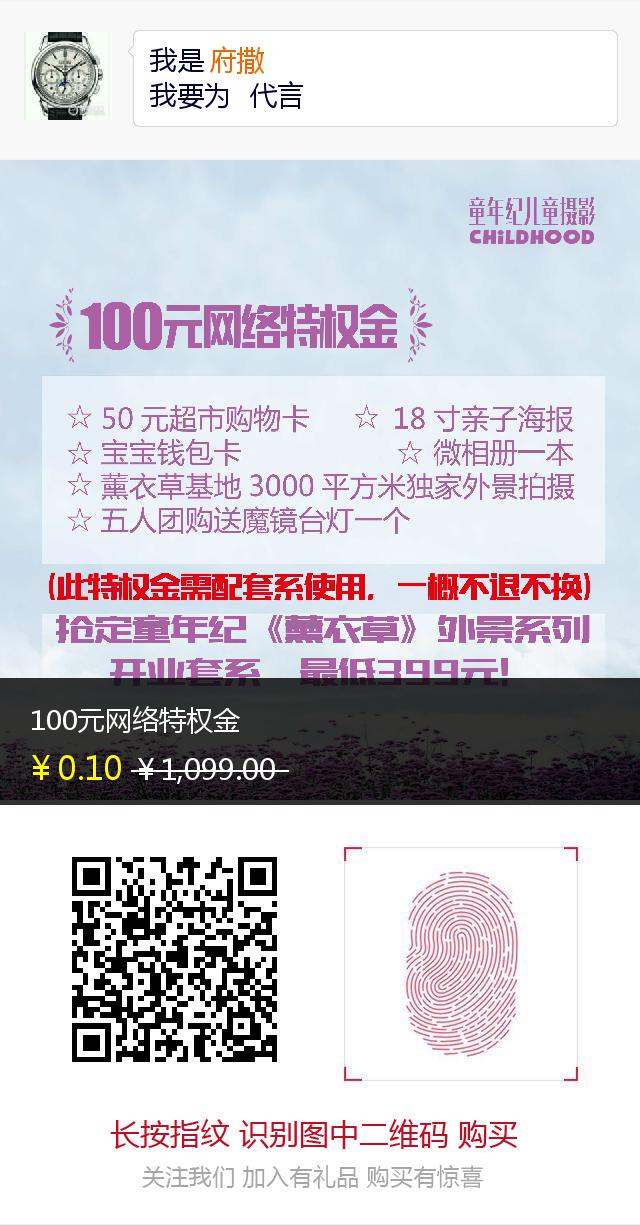 我是 府撒
我要为 代言
童年纪儿童摄影
CHiLDHOOD
100元网络特权金
☆ 50 元超市购物卡 ☆ 18 寸亲子海报
☆ 宝宝钱包卡 ☆ 微相册一本
☆ 薰衣草基地 3000 平方米独家外景拍摄
☆ 五人团购送魔镜台灯一个
(此特权金需配套系使用，一概不退不换)
抢定童年纪《薰衣草》外景系列
开业套系 最低399元!
100元网络特权金
¥ 0.10 ¥ 1,099.00
长按指纹 识别图中二维码 购买
关注我们 加入有礼品 购买有惊喜